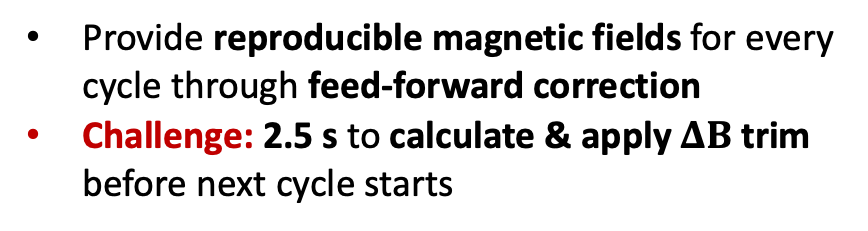 • Provide reproducible magnetic fields for every
cycle through feed-forward correction
• Challenge: 2.5 s to calculate & apply ΔB trim
before next cycle starts